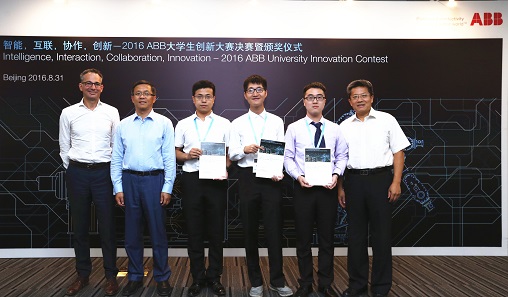 ABB
智能，互联，协作，创新—2016 ABB大学生创新大赛决赛暨颁奖仪式
Intelligence, Interaction, Collaboration, Innovation – 2016 ABB University Innovation Contest
Beijing 2016.8.31